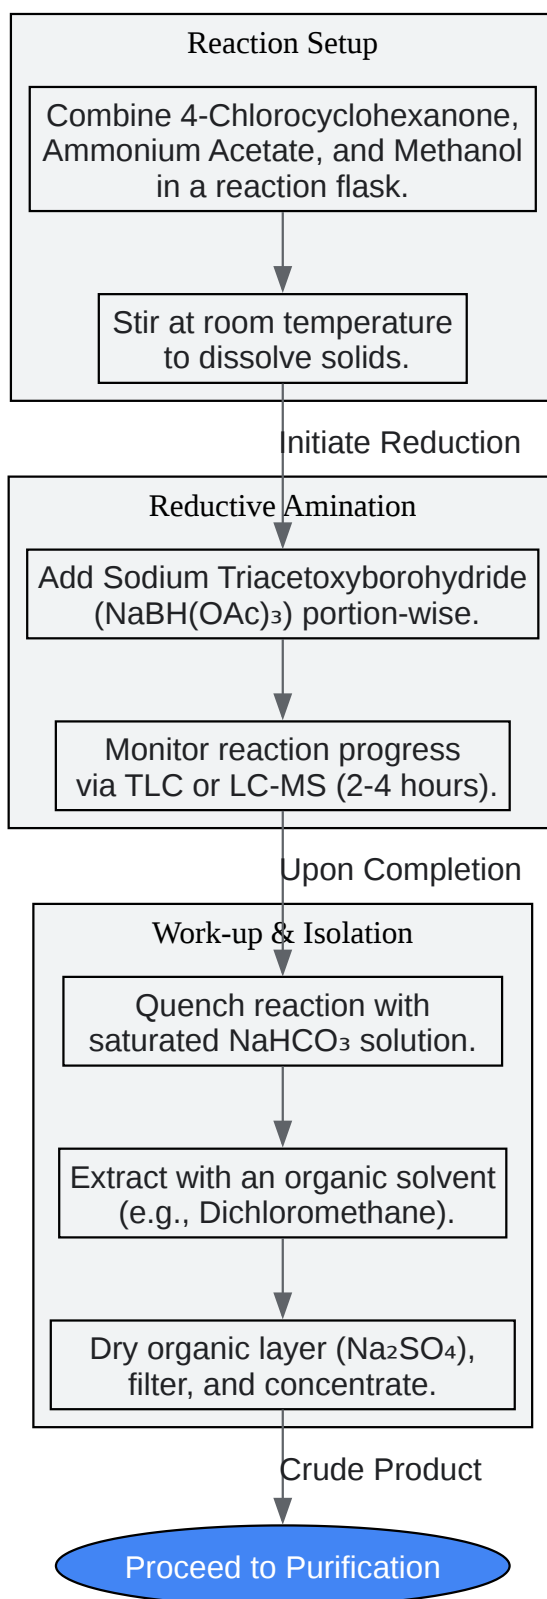 Reaction Setup
Combine 4-Chlorocyclohexanone,
Ammonium Acetate, and Methanol
in a reaction flask.
Stir at room temperature
to dissolve solids.
Initiate Reduction
Reductive Amination
Add Sodium Triacetoxyborohydride
(NaBH(OAc)₃) portion-wise.
Monitor reaction progress
via TLC or LC-MS (2-4 hours).
Upon Completion
Work-up & Isolation
Quench reaction with
saturated NaHCO₃ solution.
Extract with an organic solvent
(e.g., Dichloromethane).
Dry organic layer (Na₂SO₄),
filter, and concentrate.
Crude Product
Proceed to Purification